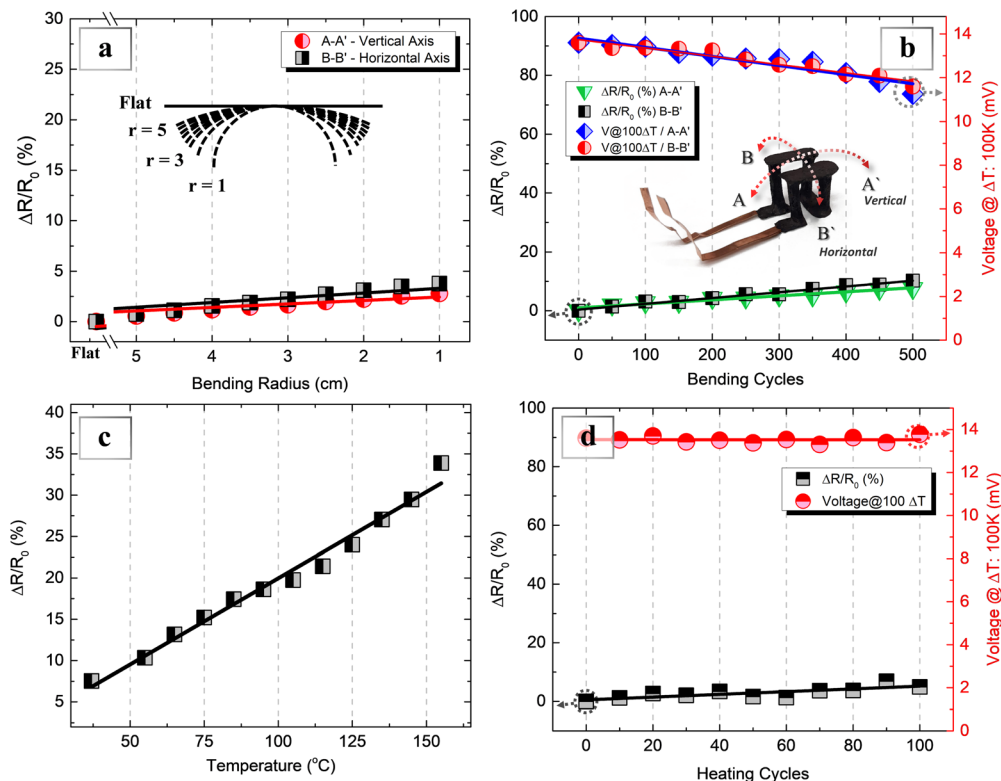 a
A-A' - Vertical Axis
B-B' - Horizontal Axis
Flat
r = 5
r = 3
r = 1
30
25
20
15
10
5
0
ΔR/R₀ (%)
Flat
5
4
3
2
1
Bending Radius (cm)
b
ΔR/R₀ (%) A-A'
ΔR/R₀ (%) B-B'
V@100ΔT / A-A'
V@100ΔT / B-B'
B
A
A`
Vertical
B`
Horizontal
100
80
60
40
20
0
ΔR/R₀ (%)
0
100
200
300
400
500
Bending Cycles
14
12
10
8
6
4
2
0
Voltage @ ΔT: 100K (mV)
c
40
35
30
25
20
15
10
5
ΔR/R₀ (%)
50
75
100
125
150
Temperature (°C)
d
ΔR/R₀ (%)
Voltage@100 ΔT
100
80
60
40
20
0
ΔR/R₀ (%)
0
20
40
60
80
100
Heating Cycles
14
12
10
8
6
4
2
0
Voltage @ ΔT: 100K (mV)